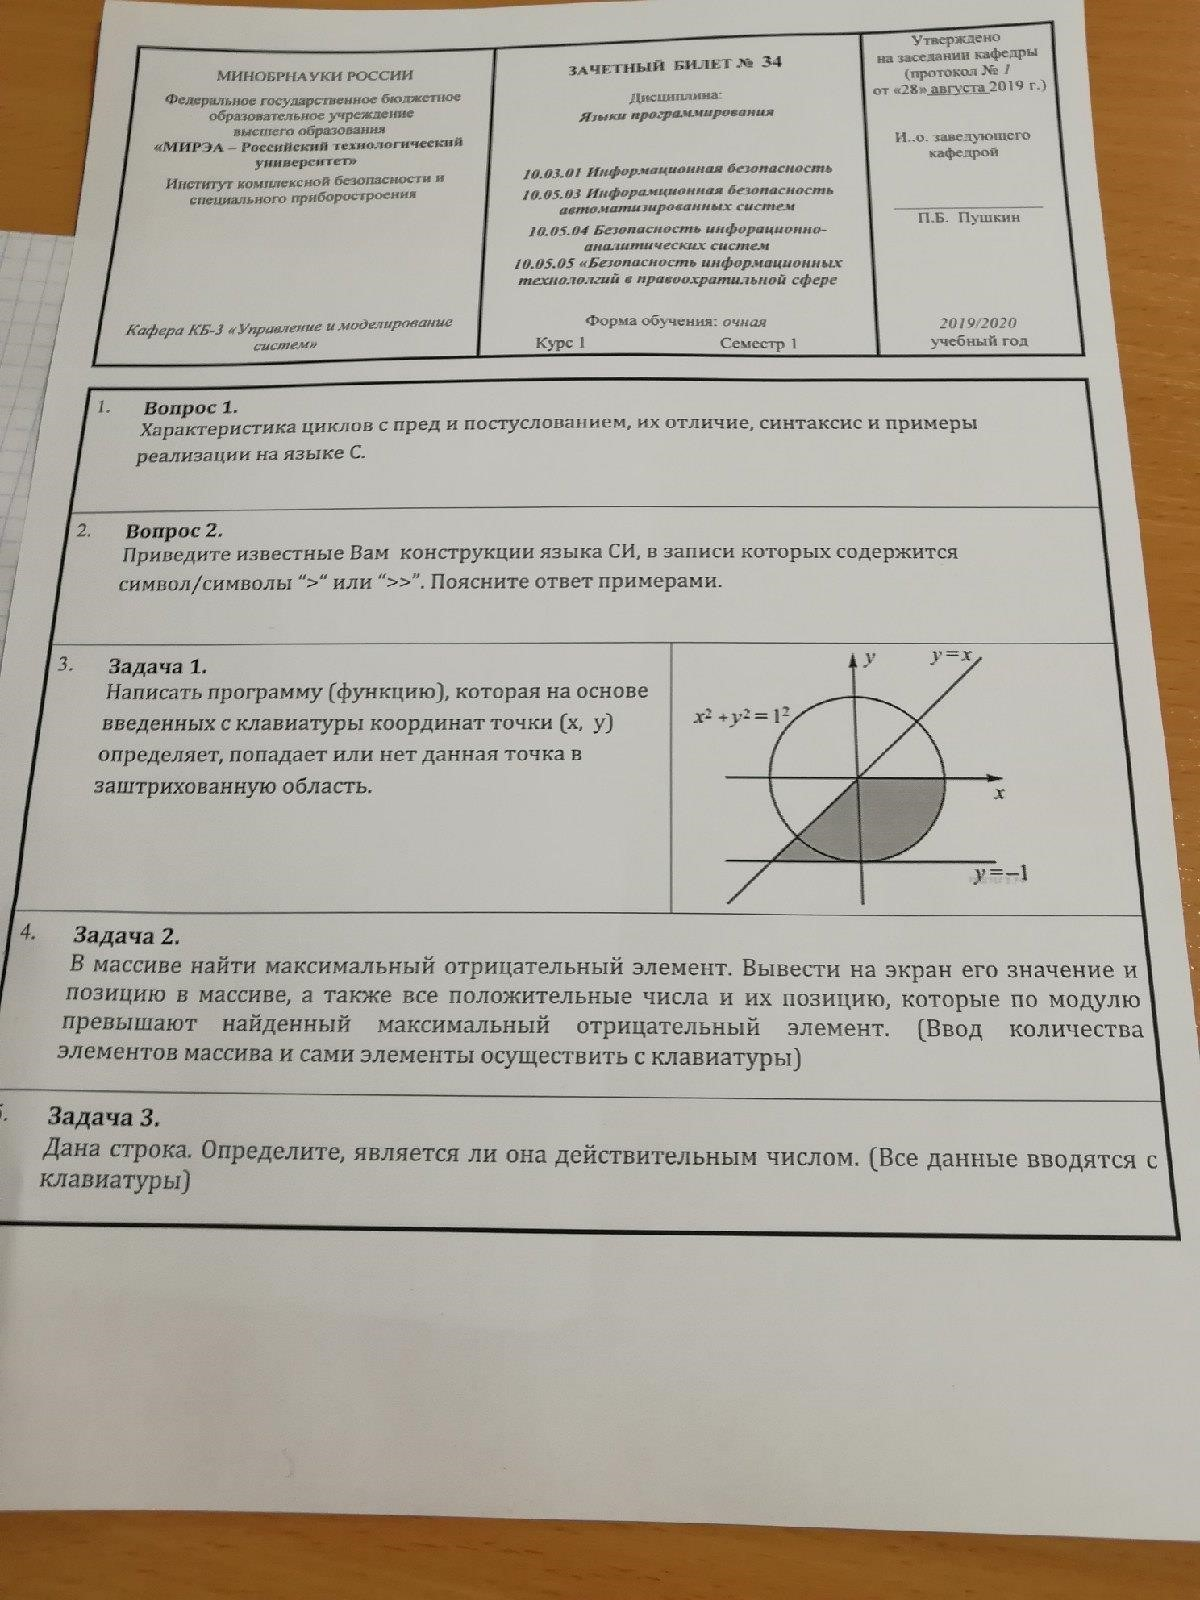 МИНОБРНАУКИ РОССИИ
Федеральное государственное бюджетное
образовательное учреждение
высшего образования
«МИРЭА – Российский технологический
университет»
Институт комплексной безопасности и
специального приборостроения
Кафера КБ-3 «Управление и моделирование
систем»
ЗАЧЕТНЫЙ БИЛЕТ № 34
Дисциплина:
Языки программирования
10.03.01 Информационная безопасность
10.05.03 Инфорамционная безопасность
автоматизированных систем
10.05.04 Безопасность инфорационно-
аналитических систем
10.05.05 «Безопасность информационных
технололгий в правоохратильной сфере
Форма обучения: очная
Курс 1 Семестр 1
Утверждено
на заседании кафедры
(протокол № 1
от «28» августа 2019 г.)
И..о. заведующего
кафедрой
П.Б. Пушкин
2019/2020
учебный год
1. Вопрос 1.
Характеристика циклов с пред и постуслованием, их отличие, синтаксис и примеры
реализации на языке С.
2. Вопрос 2.
Приведите известные Вам конструкции языка СИ, в записи которых содержится
символ/символы “>“ или “>>”. Поясните ответ примерами.
3. Задача 1.
Написать программу (функцию), которая на основе
введенных с клавиатуры координат точки (x, y)
определяет, попадает или нет данная точка в
заштрихованную область.
y
y=x
x² +y²=1²
x
y=–1
4. Задача 2.
В массиве найти максимальный отрицательный элемент. Вывести на экран его значение и
позицию в массиве, а также все положительные числа и их позицию, которые по модулю
превышают найденный максимальный отрицательный элемент. (Ввод количества
элементов массива и сами элементы осуществить с клавиатуры)
Задача 3.
Дана строка. Определите, является ли она действительным числом. (Все данные вводятся с
клавиатуры)